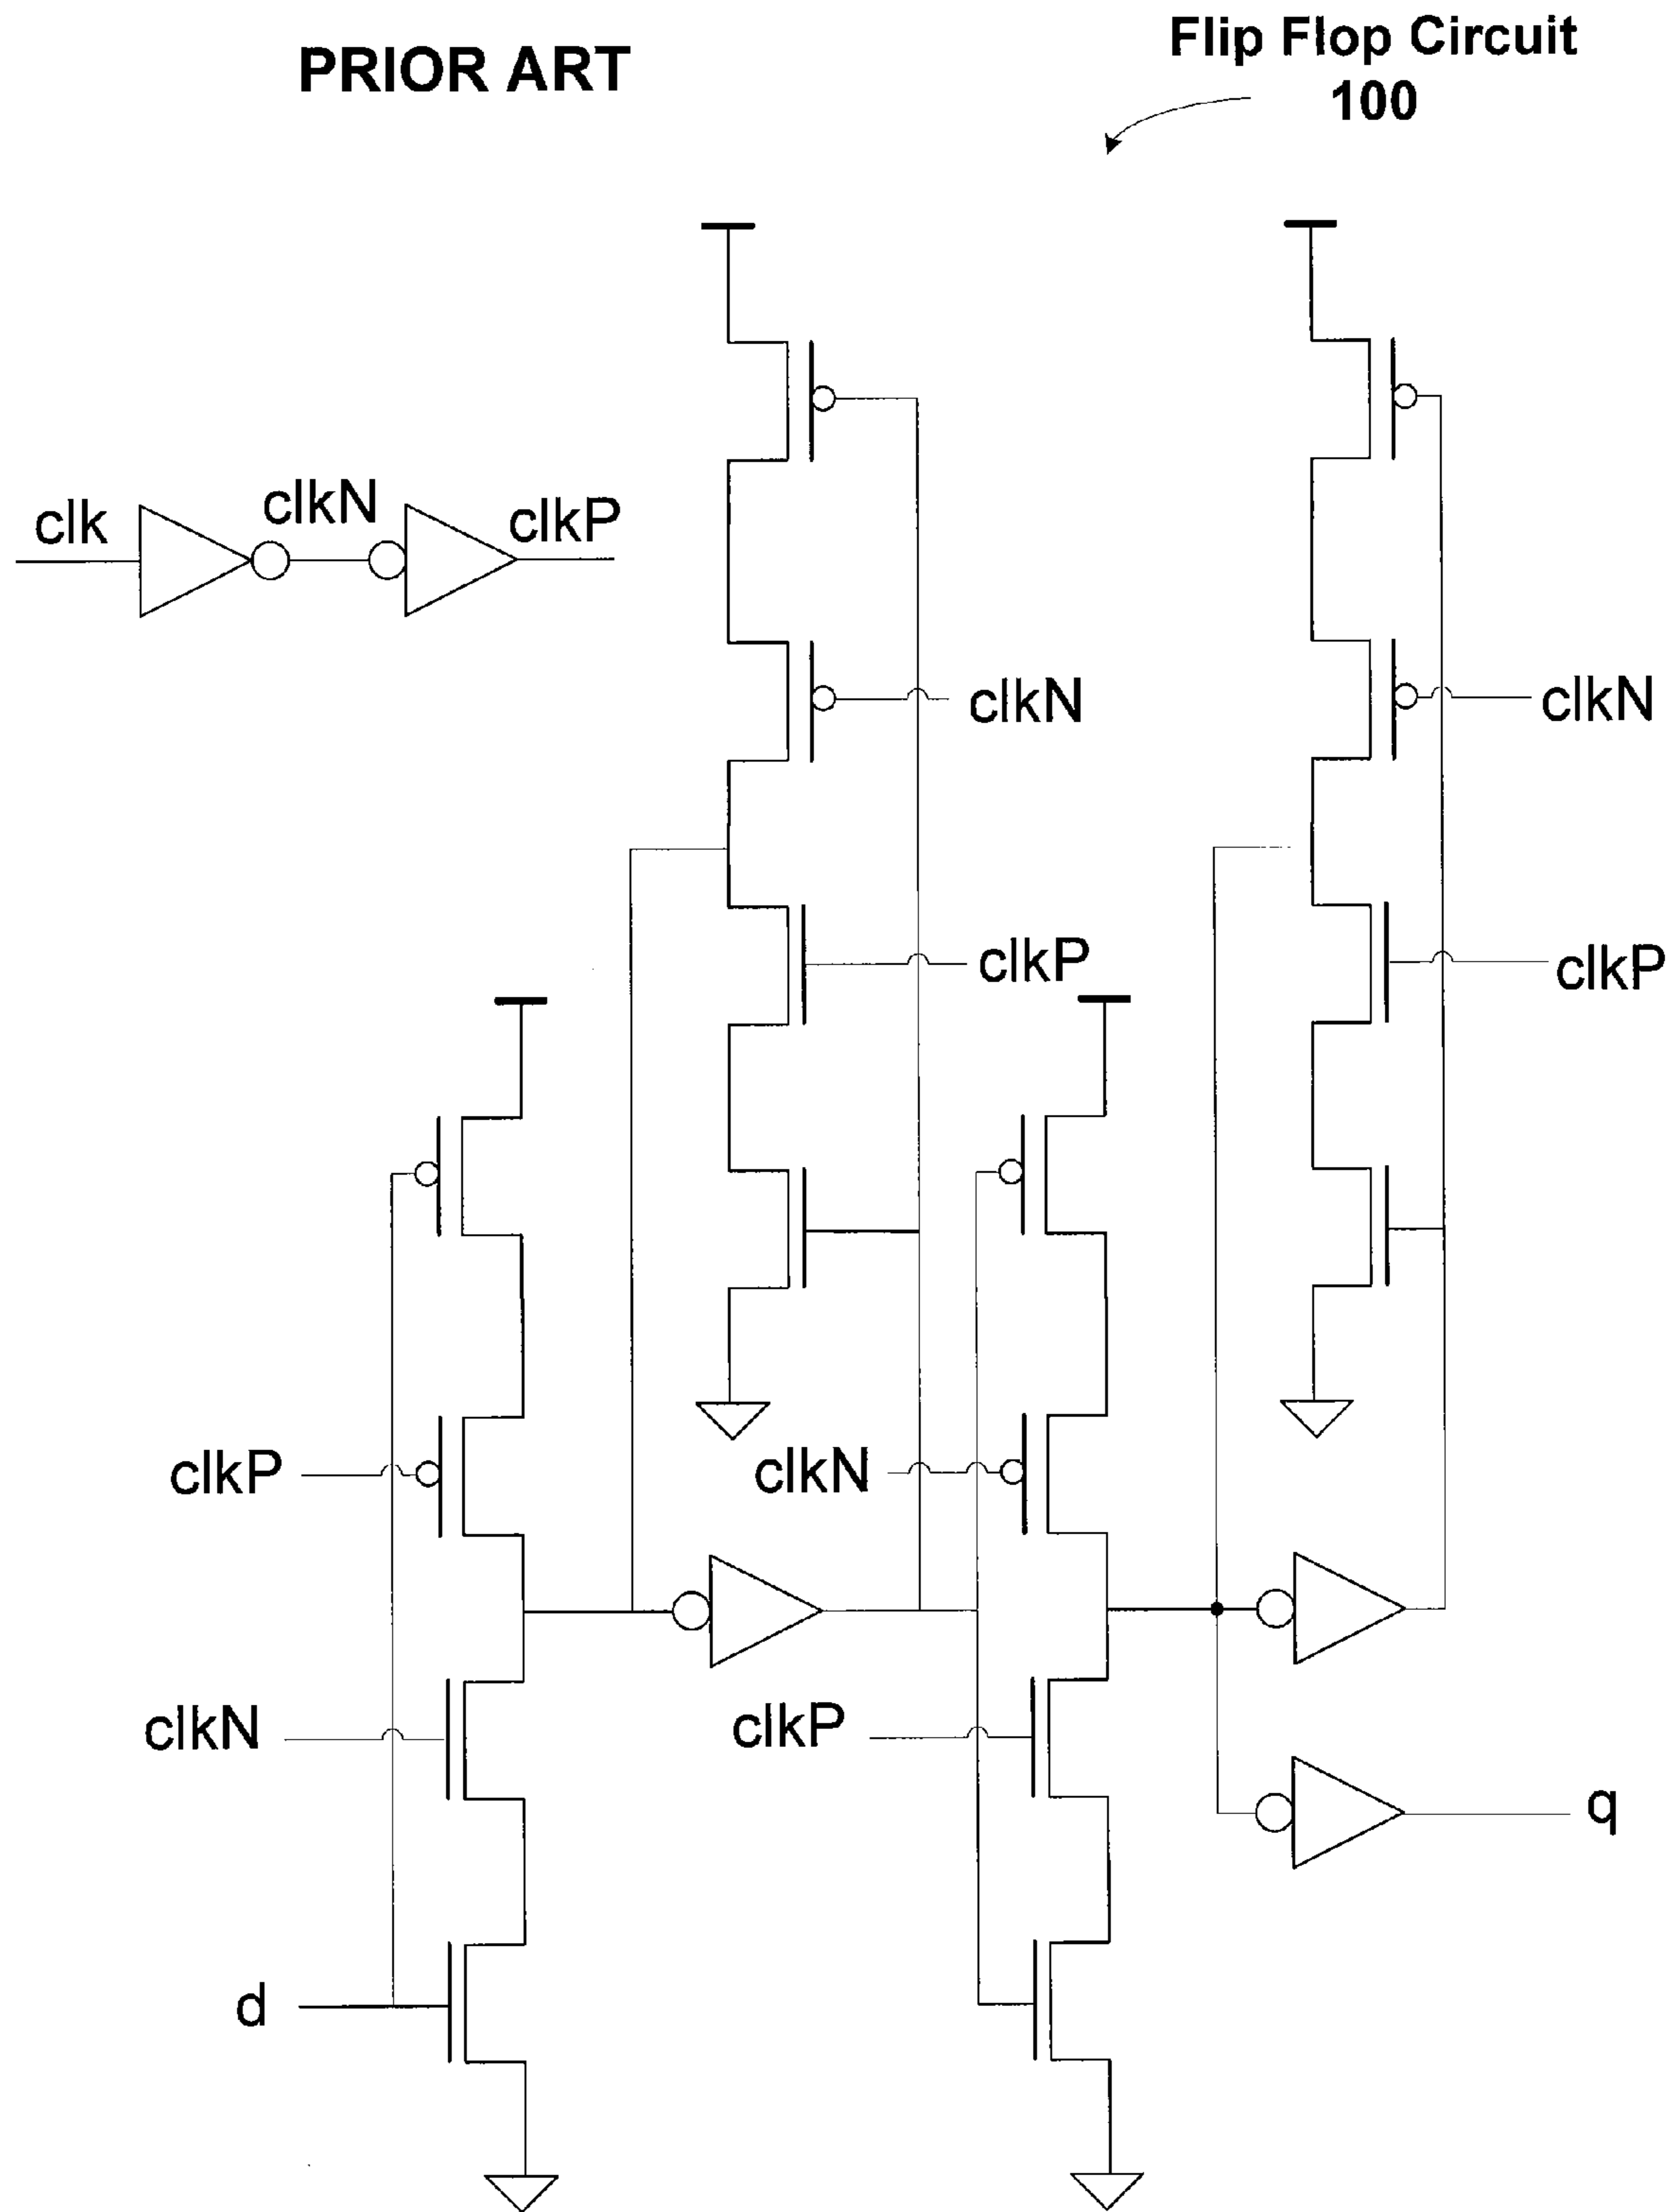 PRIOR ART
Flip Flop Circuit
100
clk
clkN
clkP
clkN
clkN
clkP
clkP
clkP
clkN
clkN
clkP
q
d